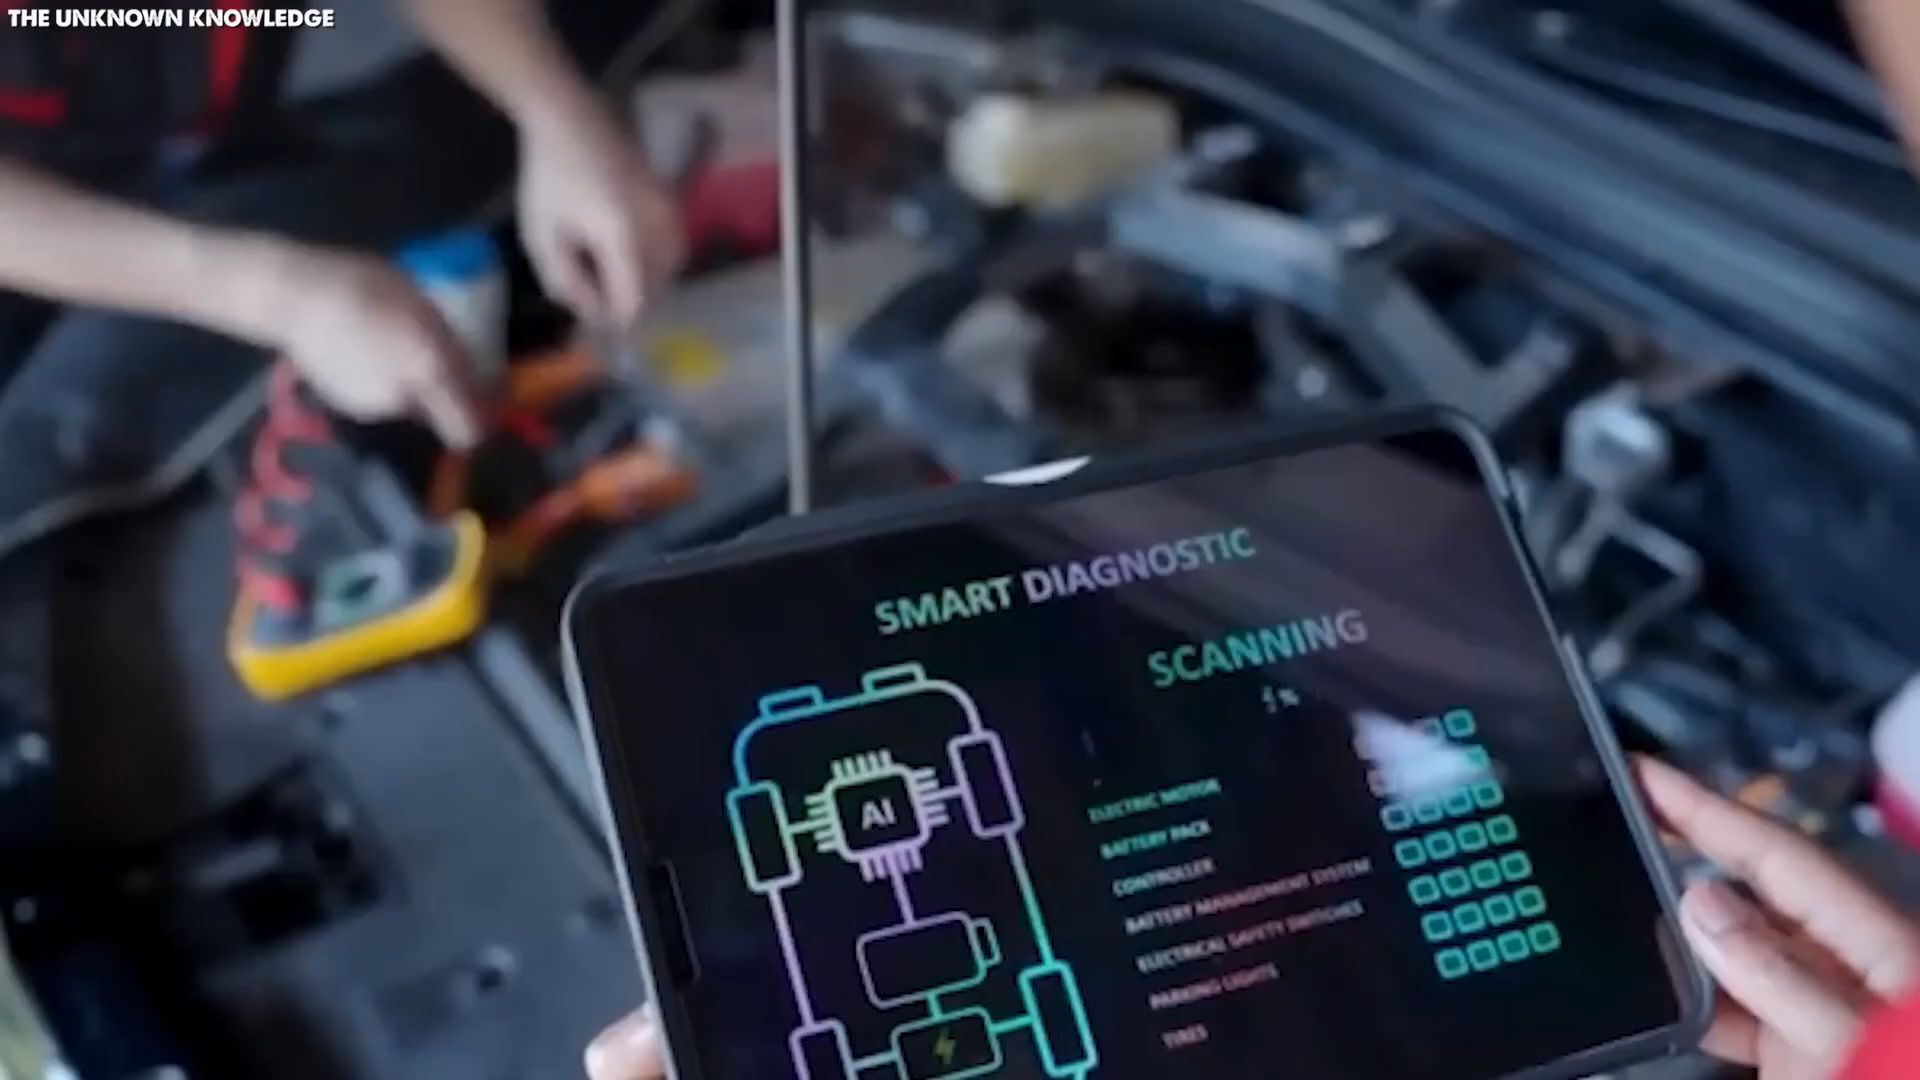 THE UNKNOWN KNOWLEDGE
SMART DIAGNOSTIC
SCANNING
AI
ELECTRIC MOTOR
BATTERY PACK
CONTROLLER
BATTERY MANAGEMENT SYSTEM
ELECTRICAL SAFETY SWITCHES
PARKING LIGHTS
TIRES